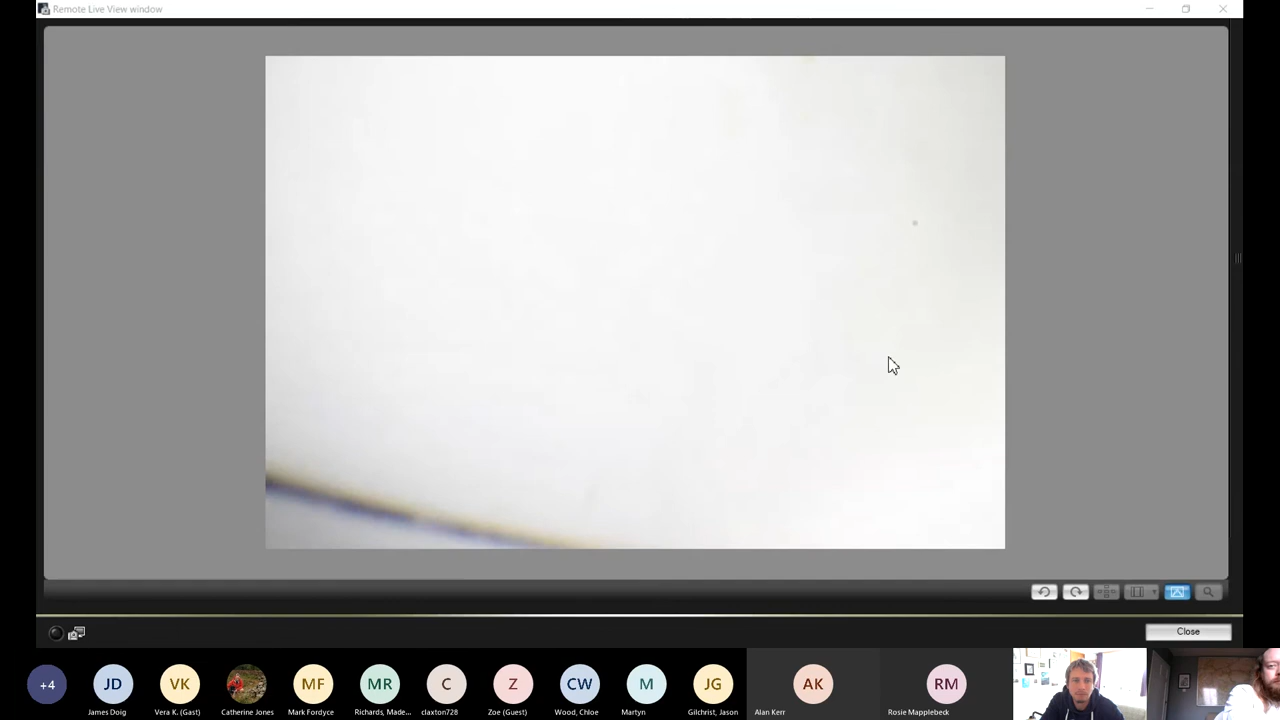 Remote Live View window
Close
+4
JD
VK
MF
MR
C
Z
CW
M
JG
AK
RM
James Doig
Vera K. (Gast)
Catherine Jones
Mark Fordyce
Richards, Made...
claxton728
Zoe (Guest)
Wood, Chloe
Martyn
Gilchrist, Jason
Alan Kerr
Rosie Mapplebeck